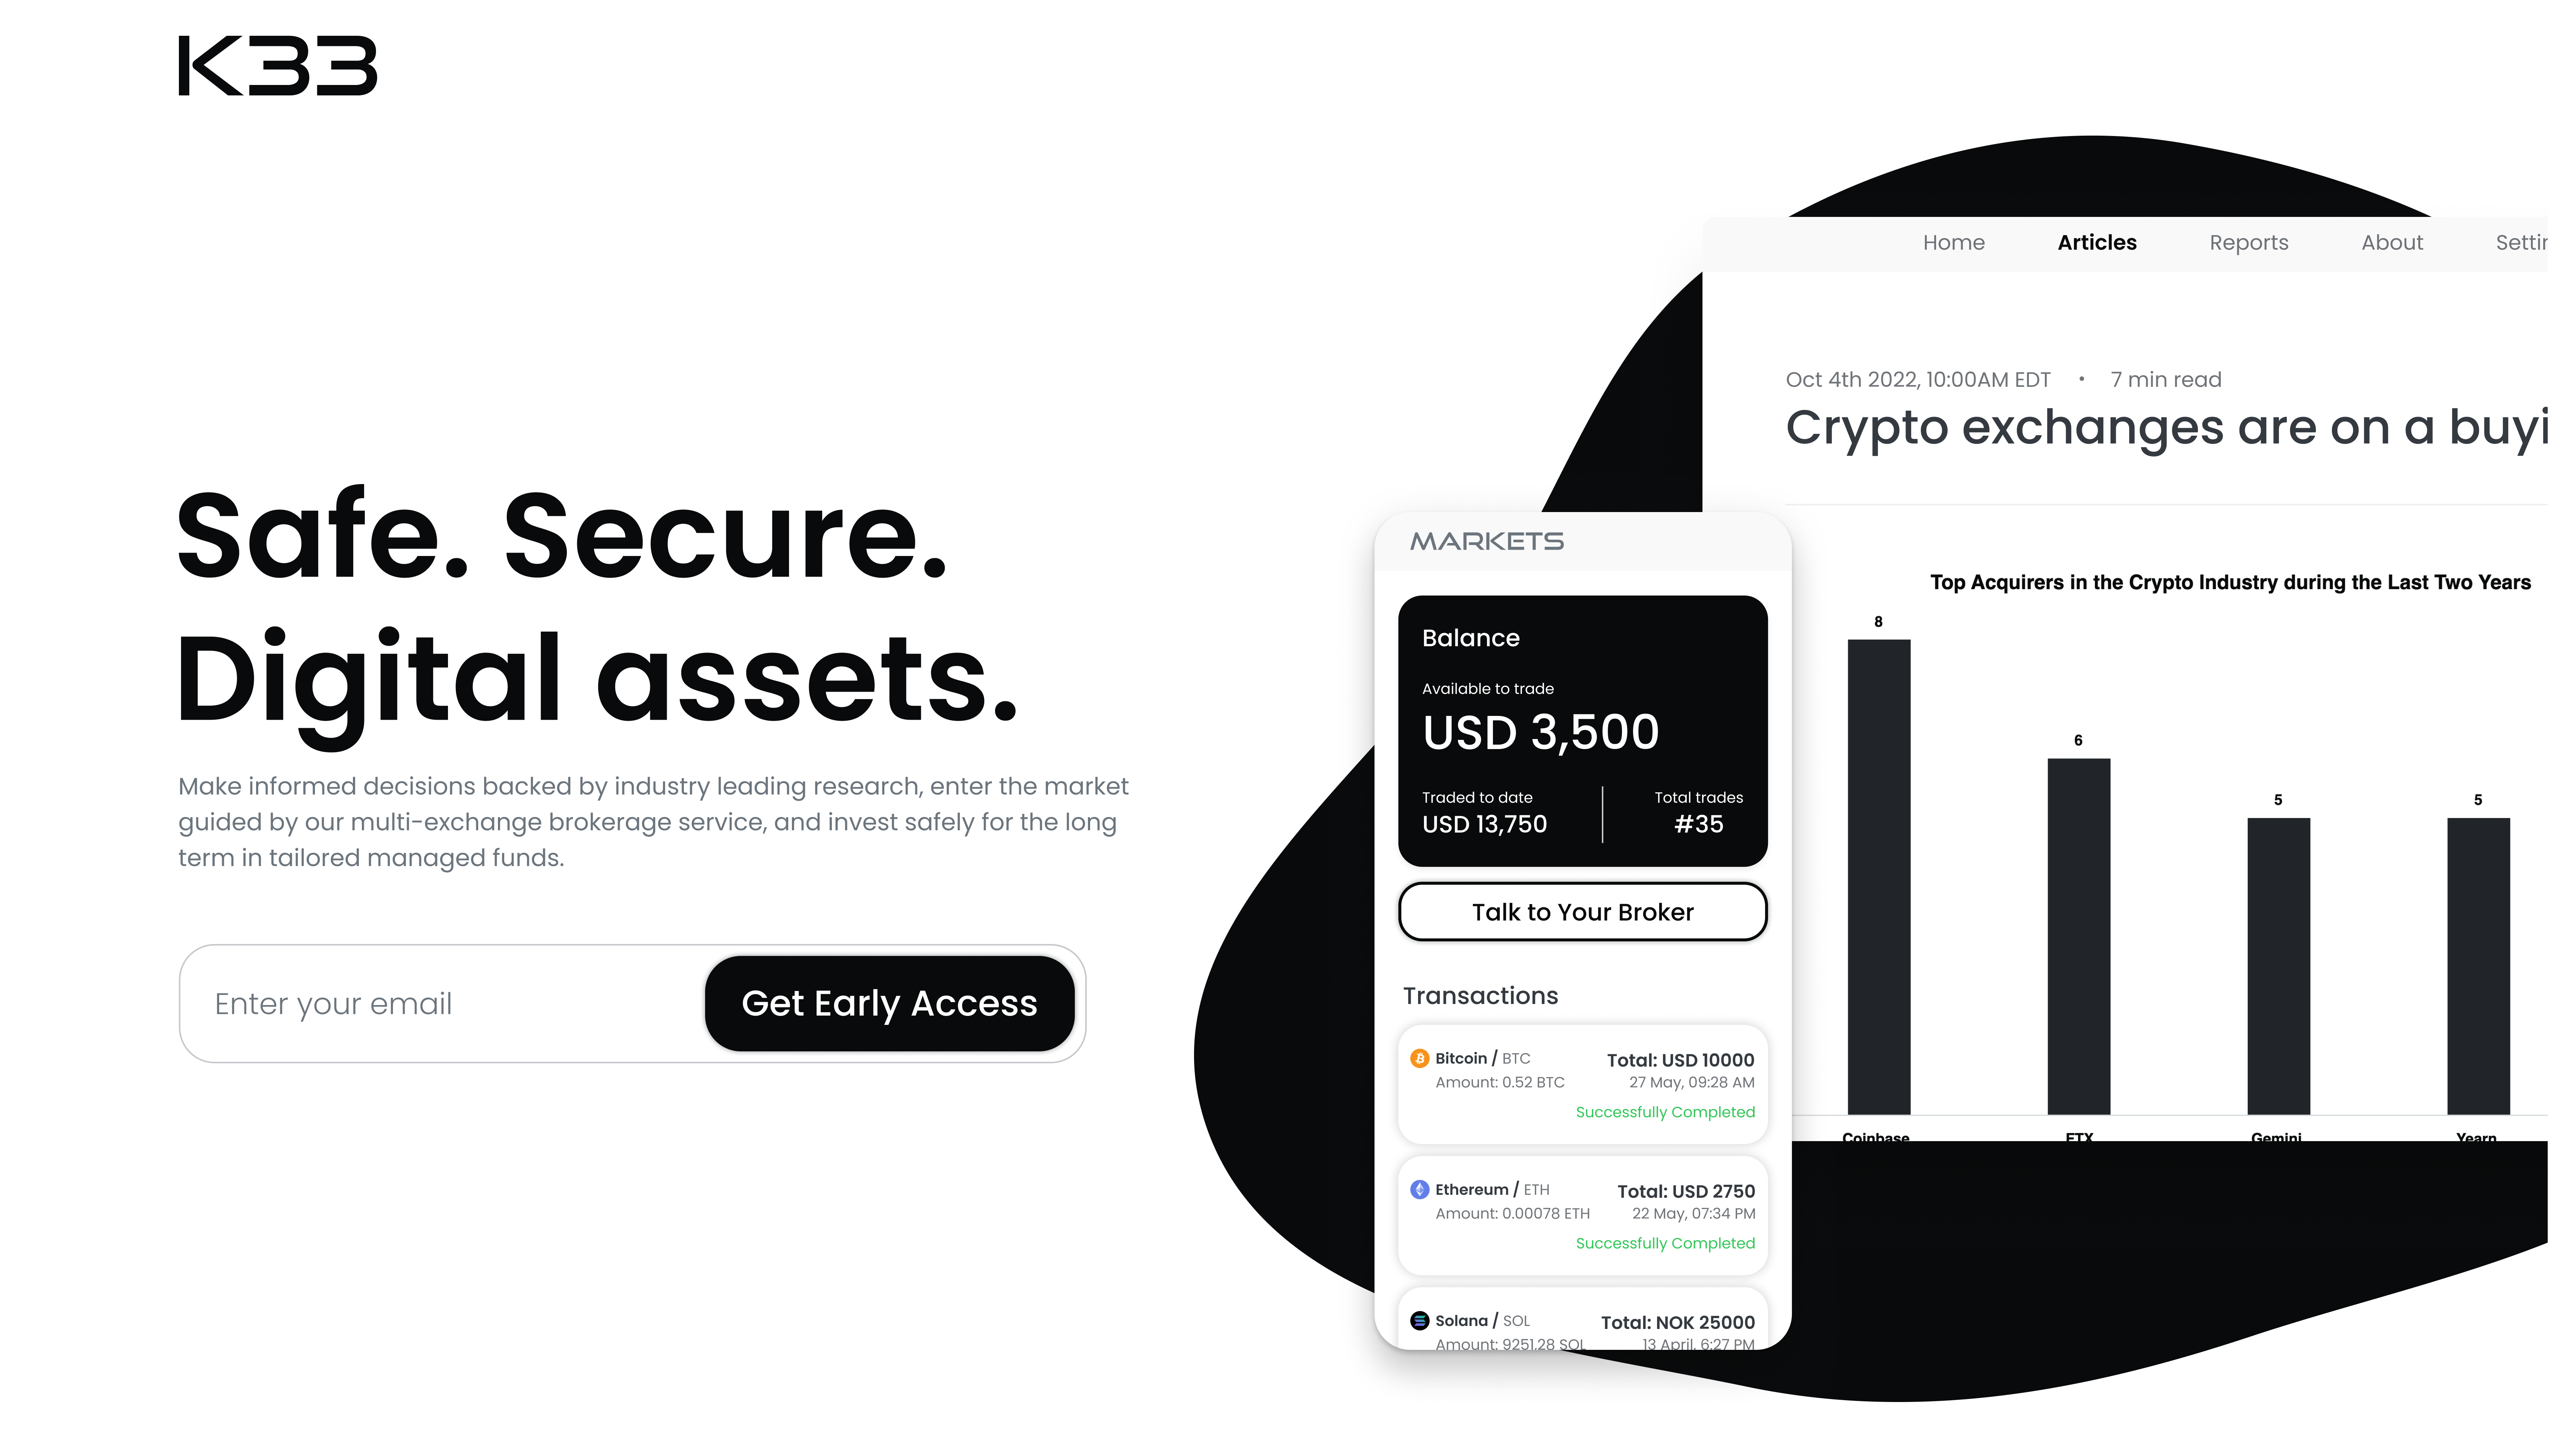 K33
Safe. Secure.
Digital assets.
Make informed decisions backed by industry leading research, enter the market
guided by our multi-exchange brokerage service, and invest safely for the long
term in tailored managed funds.
Enter your email
Get Early Access
Home Articles Reports About
Oct 4th 2022, 10:00AM EDT • 7 min read
Crypto exchanges are on a
Top Acquirers in the Crypto Industry during the Last Two Years
8
6
5
5
Coinbase FTX Gemini Yearn
MARKETS
Balance
Available to trade
USD 3,500
Traded to date
USD 13,750
Total trades
#35
Talk to Your Broker
Transactions
Bitcoin / BTC
Amount: 0.52 BTC
Total: USD 10000
27 May, 09:28 AM
Successfully Completed
Ethereum / ETH
Amount: 0.00078 ETH
Total: USD 2750
22 May, 07:34 PM
Successfully Completed
Solana / SOL
Amount: 9251.28 SOL
Total: NOK 25000
13 April, 6:27 PM